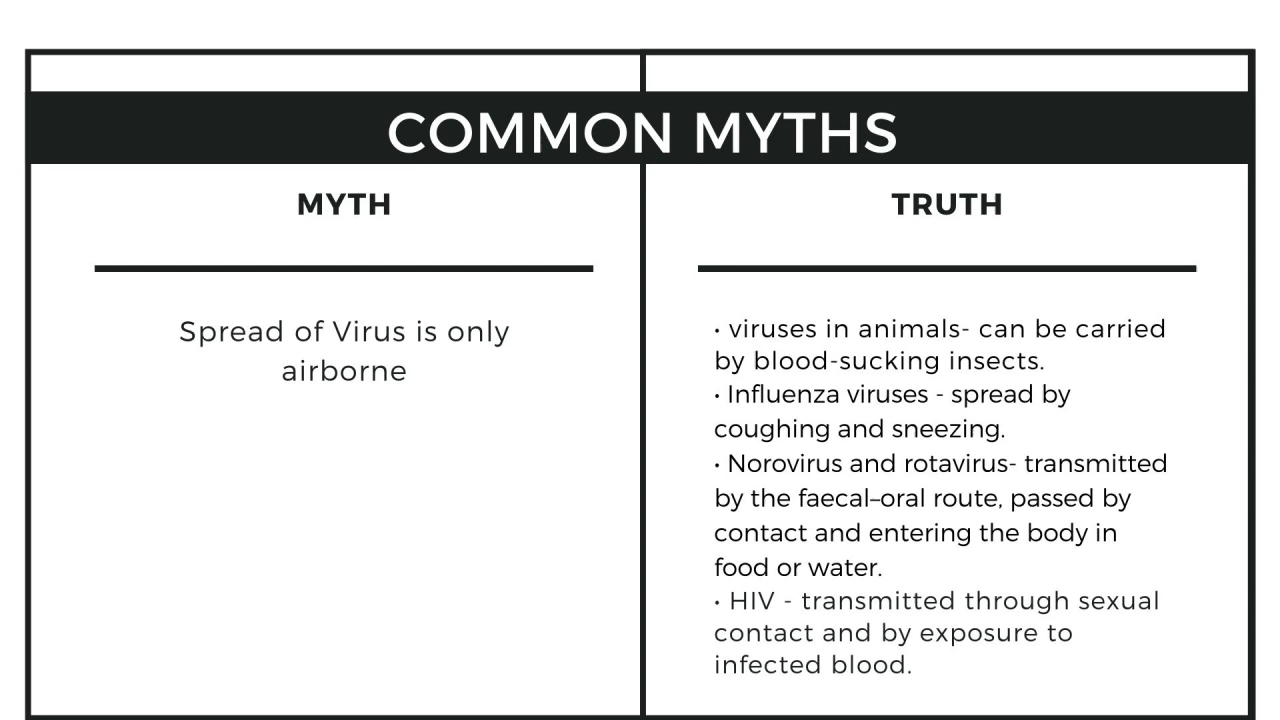 COMMON MYTHS
MYTH
Spread of Virus is only
airborne
TRUTH
• viruses in animals- can be carried
by blood-sucking insects.
• Influenza viruses - spread by
coughing and sneezing.
• Norovirus and rotavirus- transmitted
by the faecal–oral route, passed by
contact and entering the body in
food or water.
• HIV - transmitted through sexual
contact and by exposure to
infected blood.